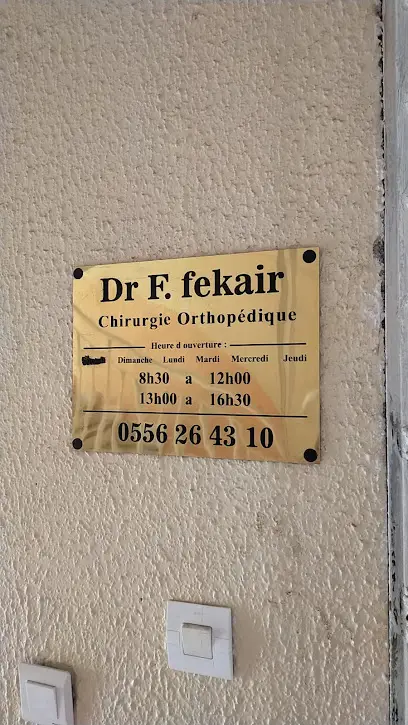 Dr F. fekair
Chirurgie Orthopédique
Heure d ouverture :
Dimanche Lundi Mardi Mercredi Jeudi
8h30 a 12h00
13h00 a 16h30
0556 26 43 10